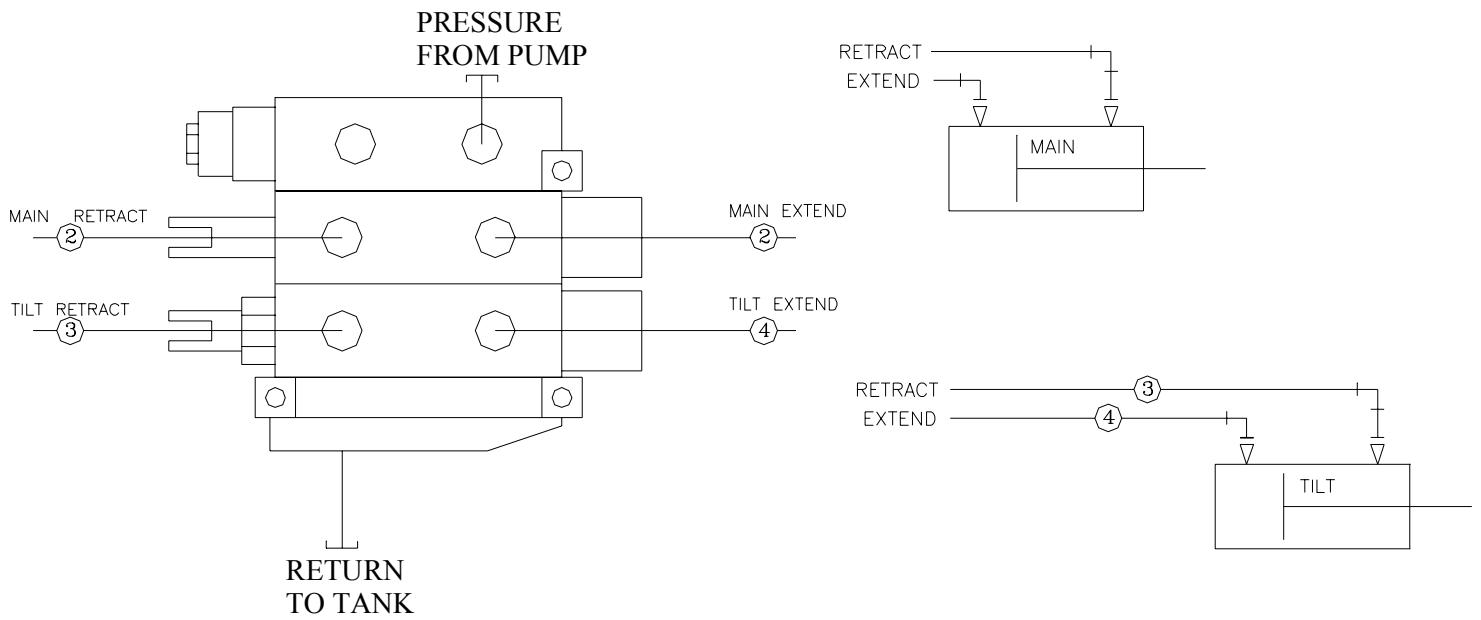 PRESSURE
FROM PUMP
RETRACT
EXTEND
MAIN
MAIN RETRACT
2
MAIN EXTEND
2
TILT RETRACT
3
TILT EXTEND
4
RETRACT
3
EXTEND
4
TILT
RETURN
TO TANK